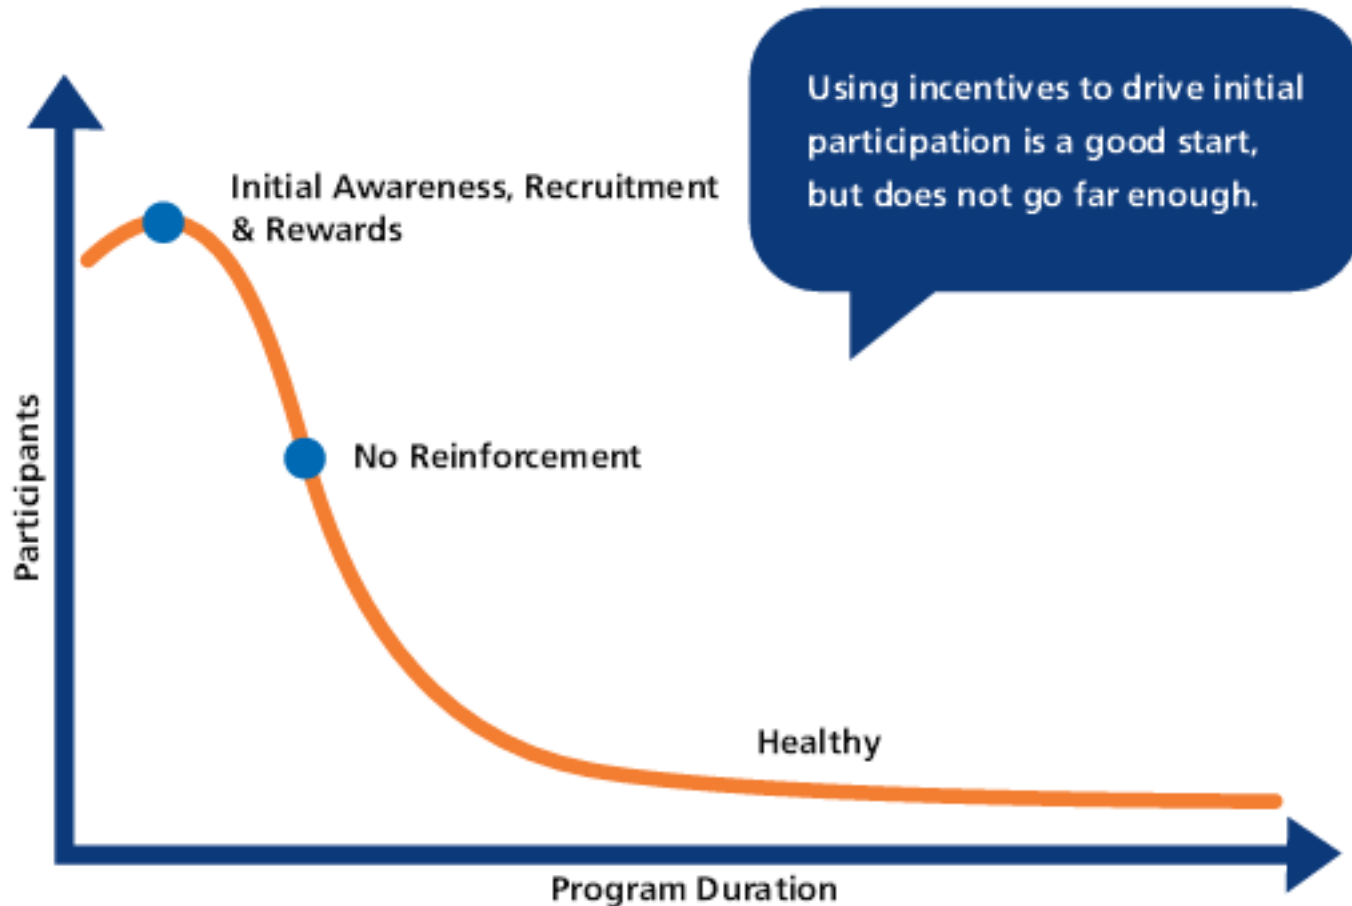 Using incentives to drive initial
participation is a good start,
but does not go far enough.
Initial Awareness, Recruitment
& Rewards
No Reinforcement
Healthy
Participants
Program Duration